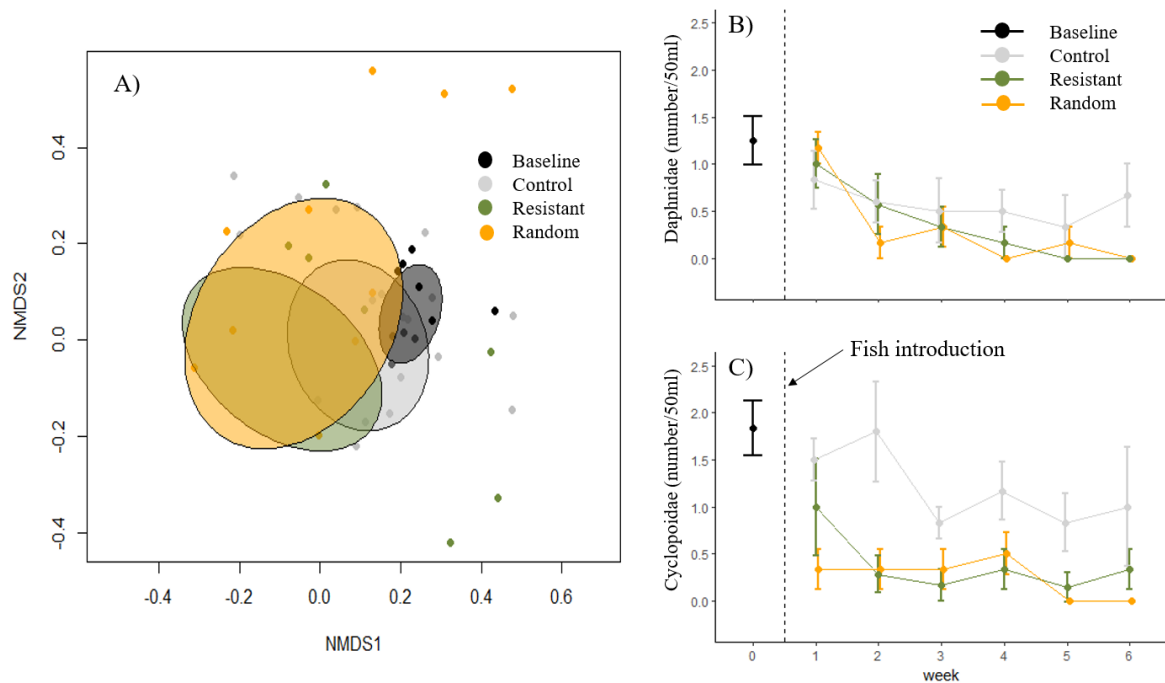 A)
NMDS2
0.4
0.2
0.0
-0.2
-0.4
Baseline
Control
Resistant
Random
-0.4 -0.2 0.0 0.2 0.4 0.6
NMDS1
B)
Daphnidae (number/50ml)
2.5
2.0
1.5
1.0
0.5
0.0
Baseline
Control
Resistant
Random
C)
Fish introduction
Cyclopoidae (number/50ml)
2.5
2.0
1.5
1.0
0.5
0.0
0 1 2 3 4 5 6
week